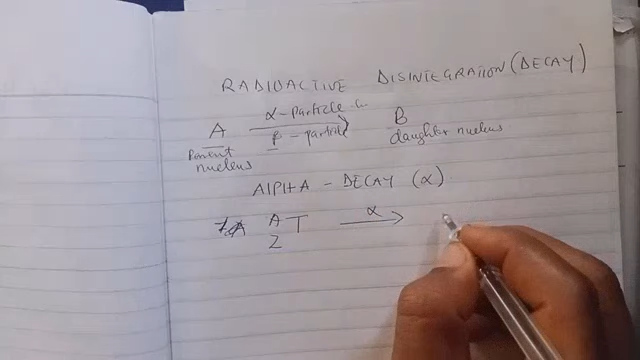 RADIOACTIVE DISINTEGRATION (DECAY)
α-Particle
A → B
β - particle
Parent daughter nucleus
nucleus
AlPHA - DECAY (α)
A T α →
Z